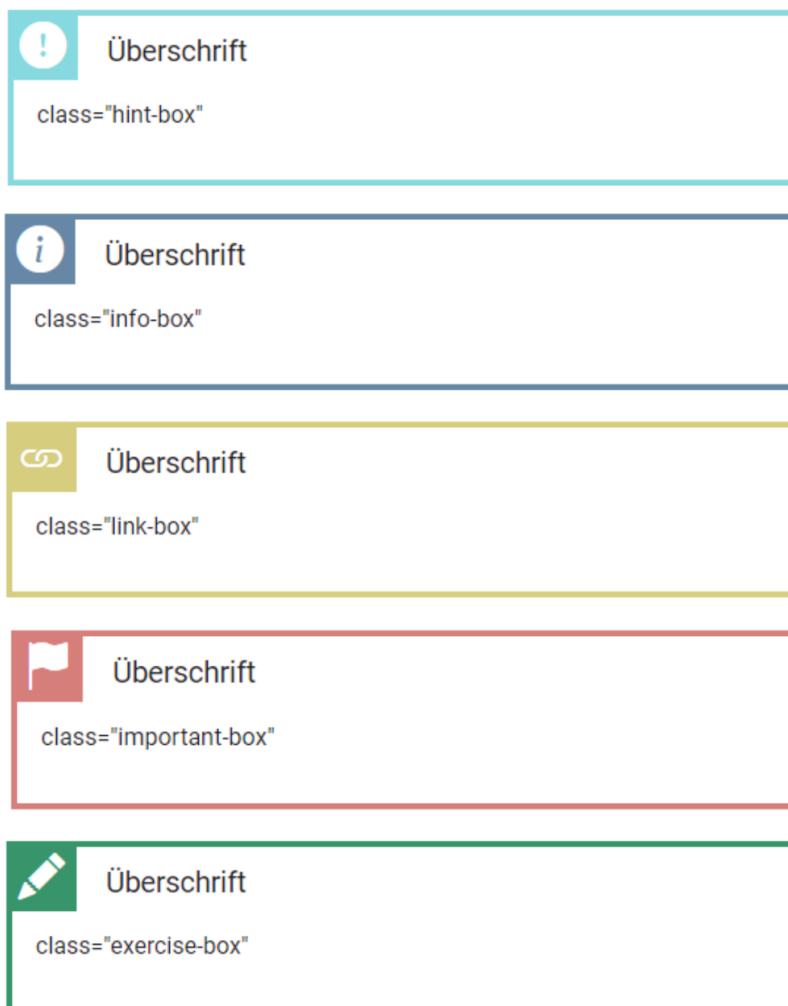 !
Überschrift
class="hint-box"
i
Überschrift
class="info-box"
Überschrift
class="link-box"
Überschrift
class="important-box"
Überschrift
class="exercise-box"